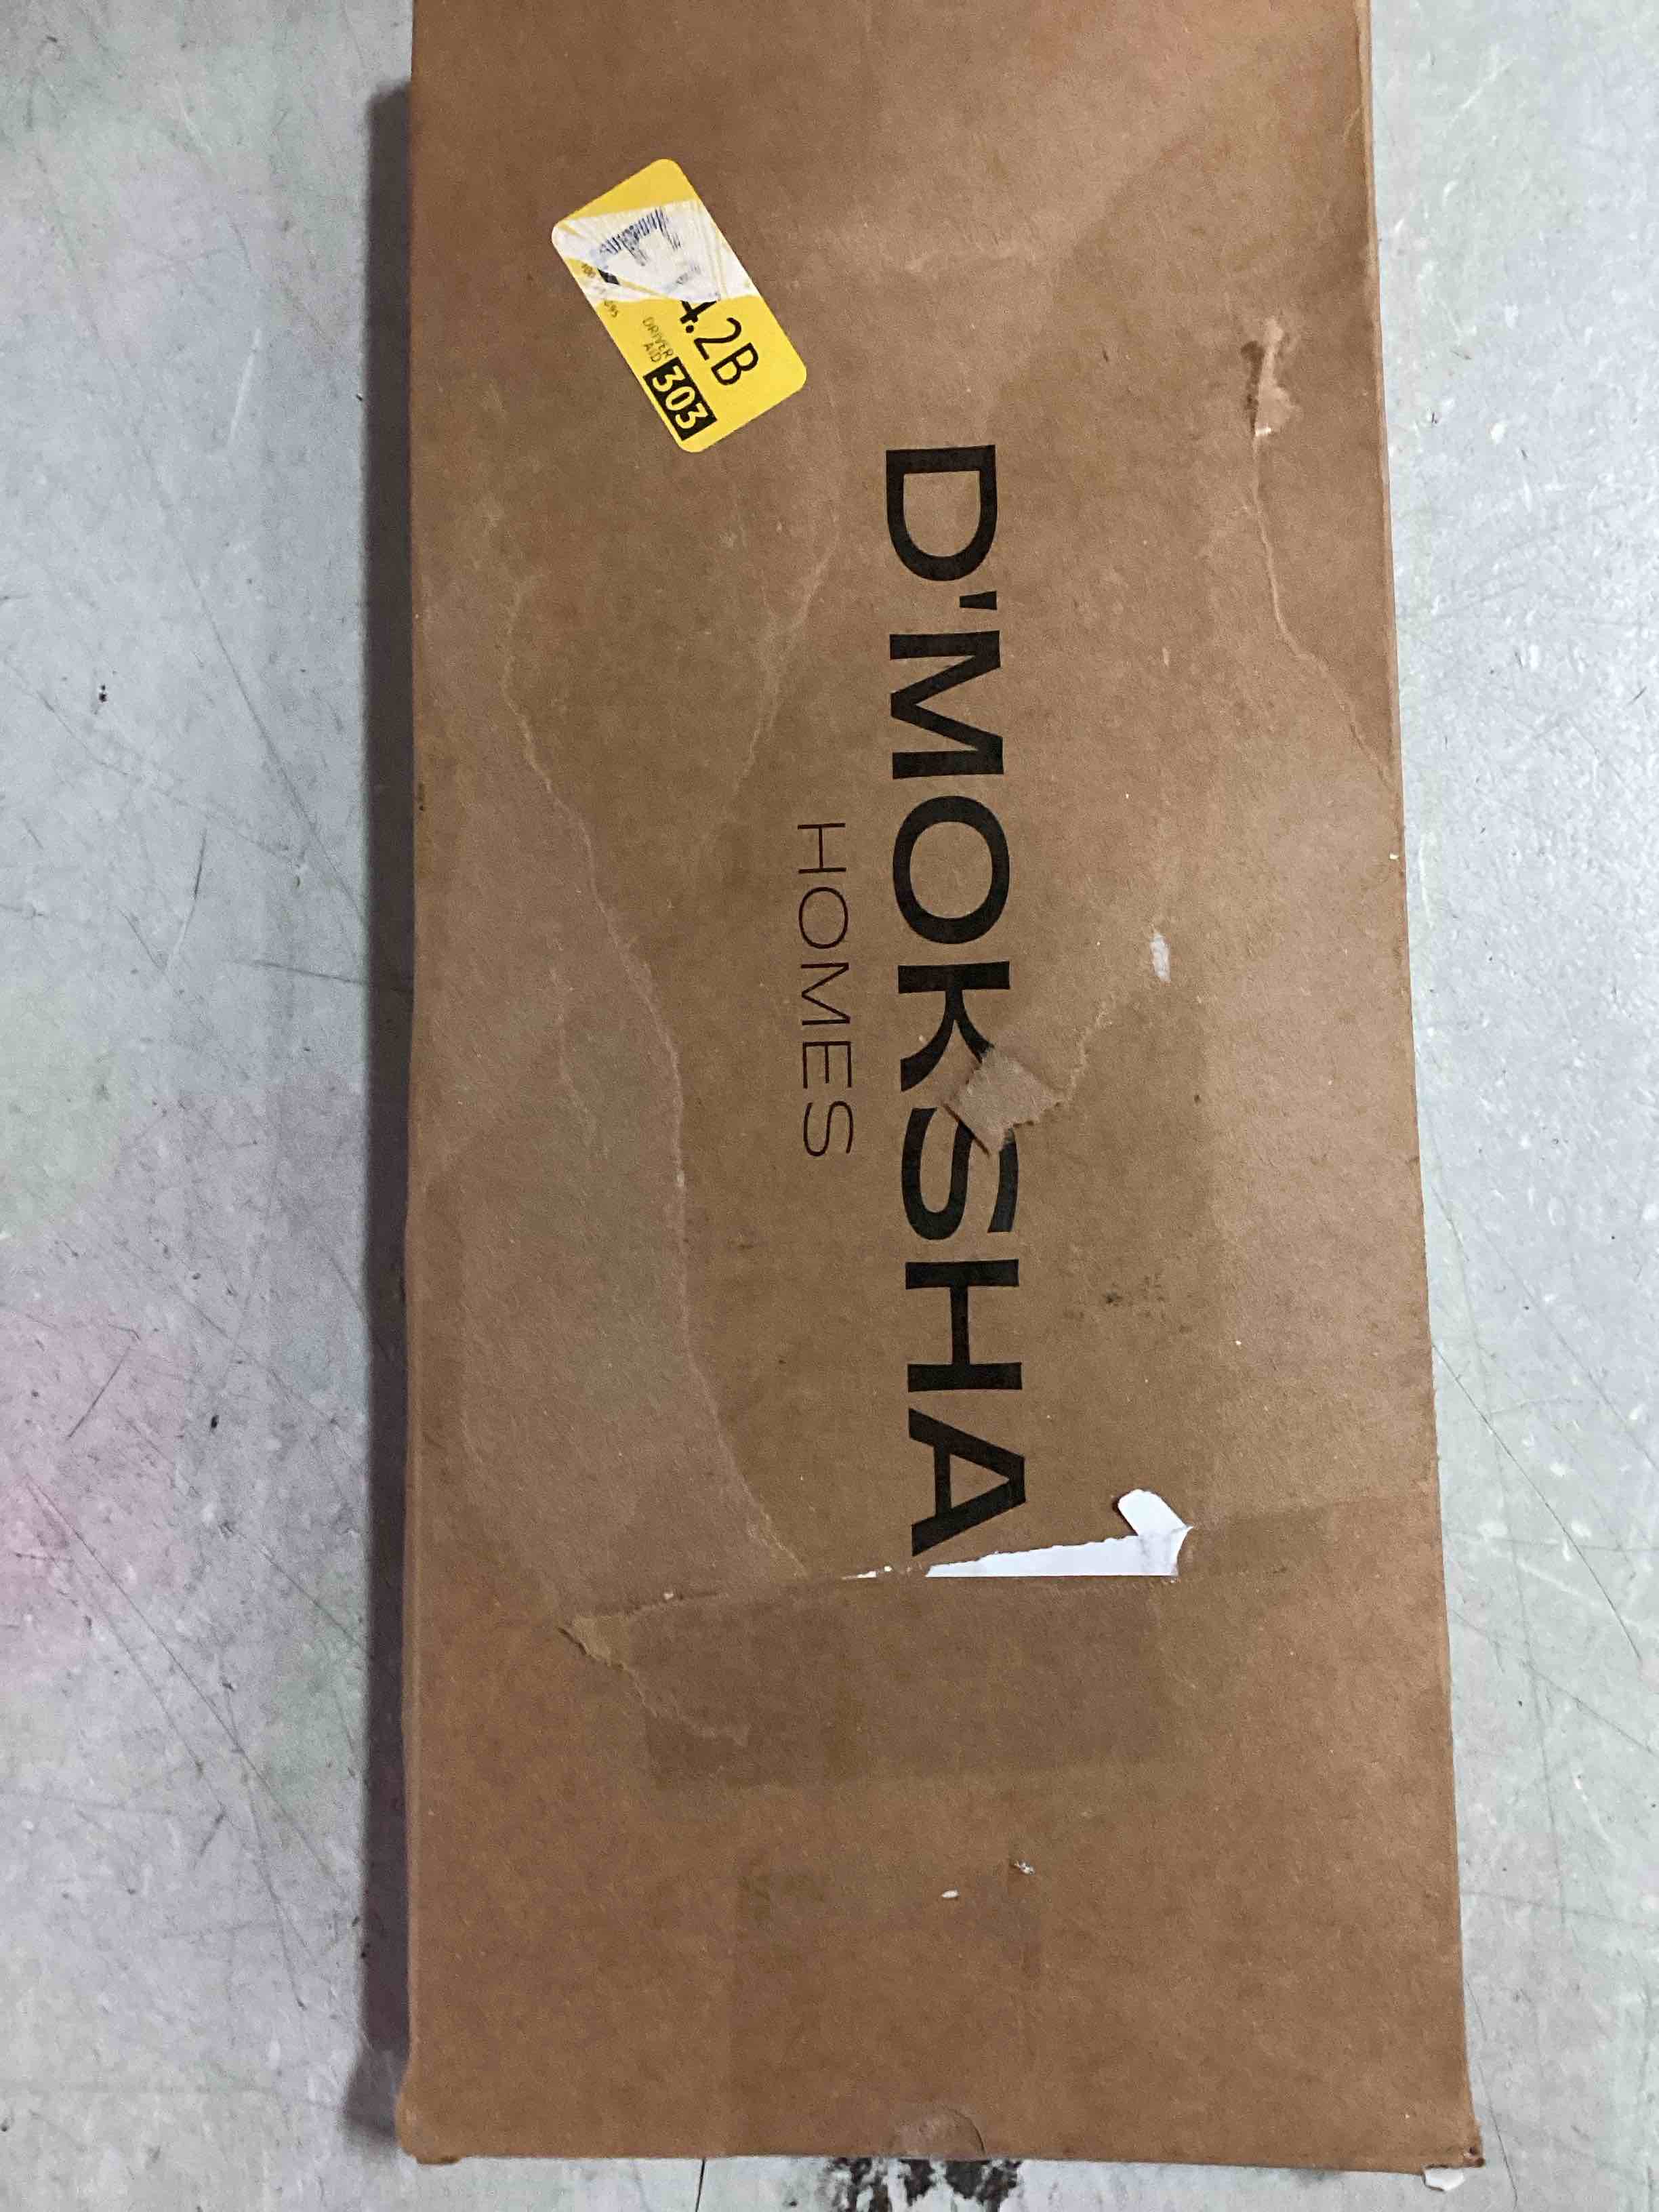 4.2B
DRIVER
AID
303
D'MOKSHA
HOMES